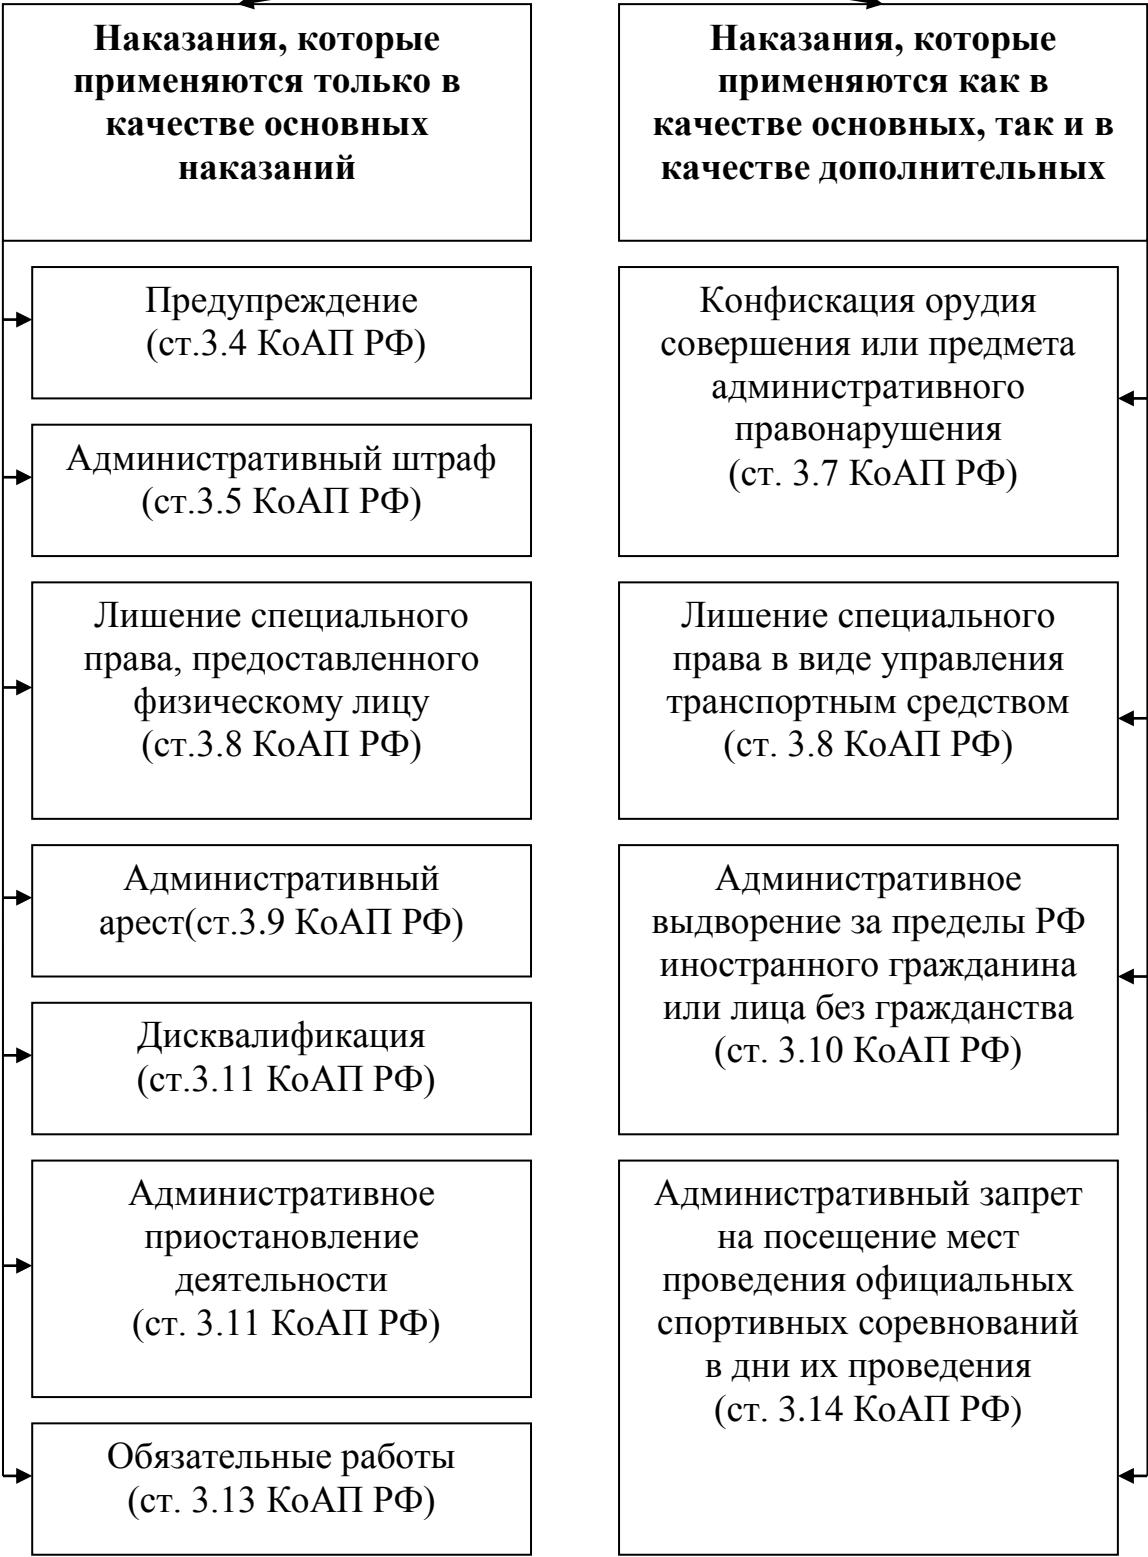 Наказания, которые
применяются только в
качестве основных
наказаний
Предупреждение
(ст.3.4 КоАП РФ)
Административный штраф
(ст.3.5 КоАП РФ)
Лишение специального
права, предоставленного
физическому лицу
(ст.3.8 КоАП РФ)
Административный
арест(ст.3.9 КоАП РФ)
Дисквалификация
(ст.3.11 КоАП РФ)
Административное
приостановление
деятельности
(ст. 3.11 КоАП РФ)
Обязательные работы
(ст. 3.13 КоАП РФ)
Наказания, которые
применяются как в
качестве основных, так и в
качестве дополнительных
Конфискация орудия
совершения или предмета
административного
правонарушения
(ст. 3.7 КоАП РФ)
Лишение специального
права в виде управления
транспортным средством
(ст. 3.8 КоАП РФ)
Административное
выдворение за пределы РФ
иностранного гражданина
или лица без гражданства
(ст. 3.10 КоАП РФ)
Административный запрет
на посещение мест
проведения официальных
спортивных соревнований
в дни их проведения
(ст. 3.14 КоАП РФ)